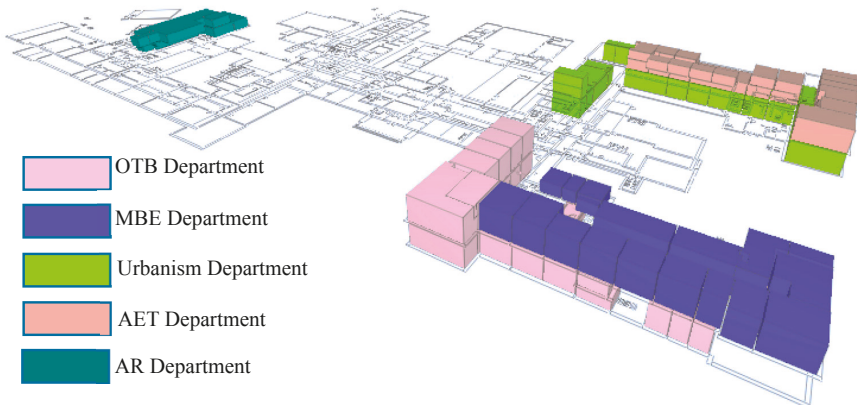 OTB Department
MBE Department
Urbanism Department
AET Department
AR Department